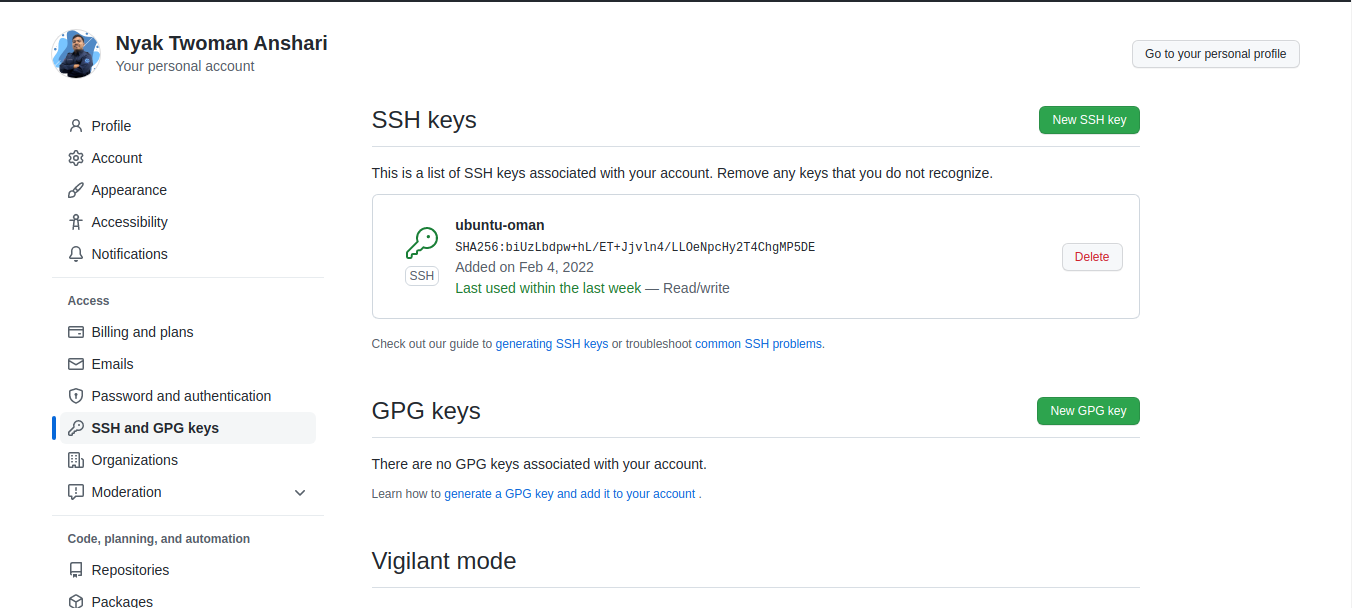 Nyak Twoman Anshari
Your personal account
Go to your personal profile
Profile
Account
Appearance
Accessibility
Notifications
Access
Billing and plans
Emails
Password and authentication
SSH and GPG keys
Organizations
Moderation
Code, planning, and automation
Repositories
Packages
SSH keys
New SSH key
This is a list of SSH keys associated with your account. Remove any keys that you do not recognize.
ubuntu-oman
SHA256:biUzLbdpw+hL/ET+Jjvln4/LLOeNpcHy2T4ChgMP5DE
Added on Feb 4, 2022
Last used within the last week — Read/write
SSH
Delete
Check out our guide to generating SSH keys or troubleshoot common SSH problems.
GPG keys
New GPG key
There are no GPG keys associated with your account.
Learn how to generate a GPG key and add it to your account .
Vigilant mode